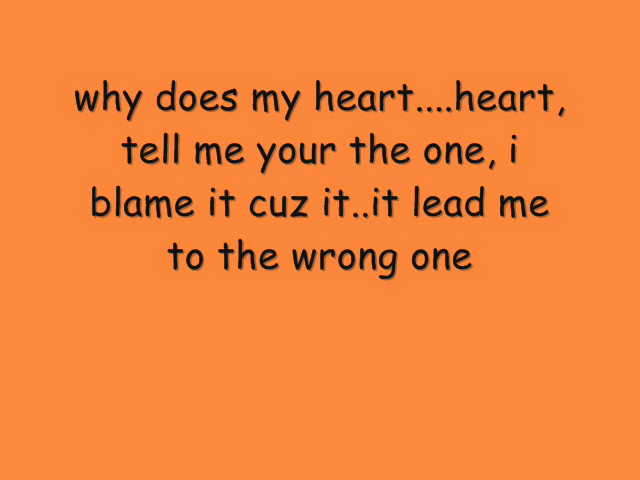 why does my heart....heart,
tell me your the one, i
blame it cuz it..it lead me
to the wrong one